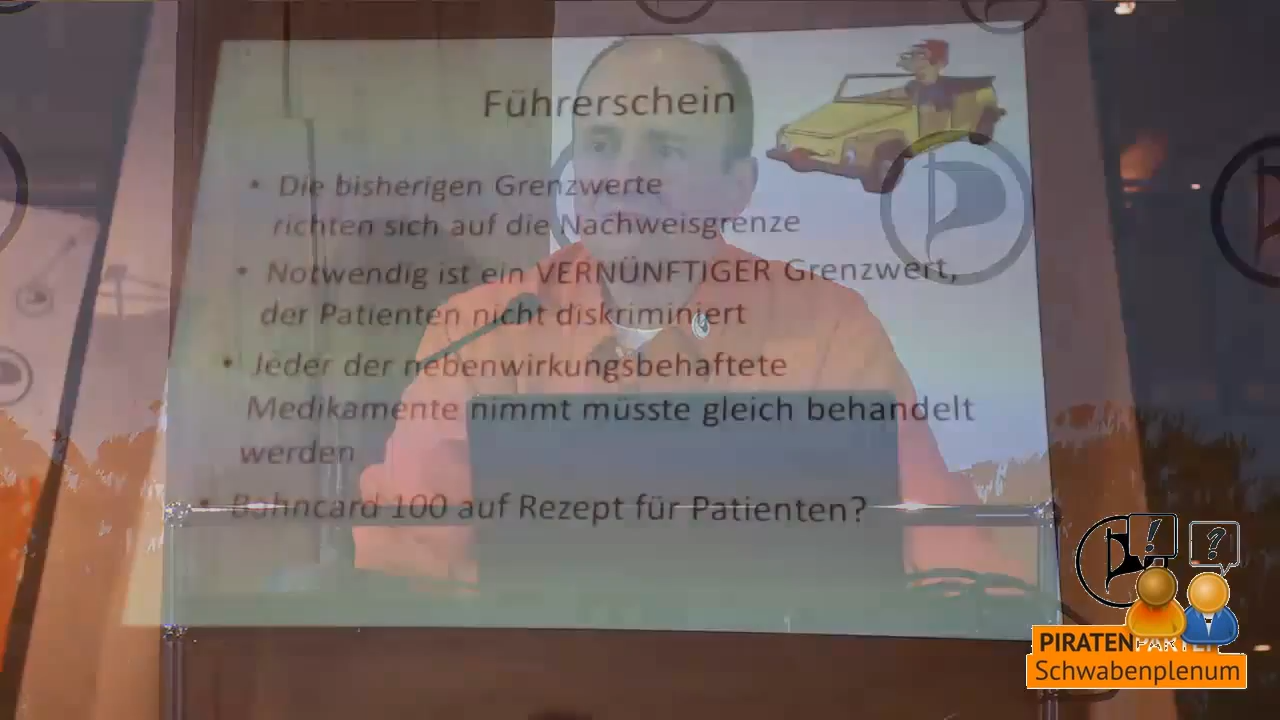 Führerschein
• Die bisherigen Grenzwerte
richten sich auf die Nachweisgrenze
• Notwendig ist ein VERNÜNFTIGER Grenzwert,
der Patienten nicht diskriminiert
• Jeder der nebenwirkungsbehaftete
Medikamente nimmt müsste gleich behandelt
werden
• Bahncard 100 auf Rezept für Patienten?
! ?
PIRATENPARTEI
Schwabenplenum